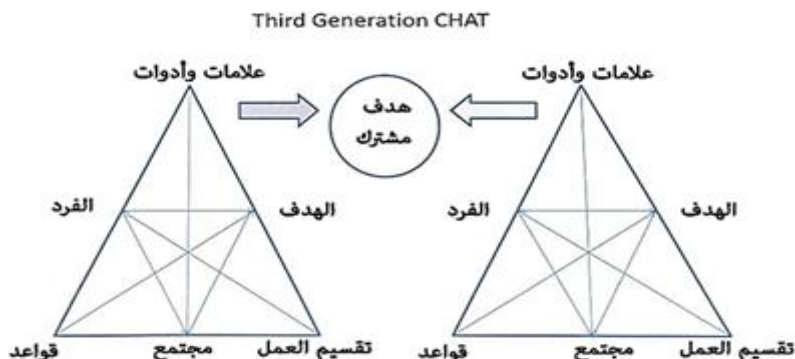 Third Generation CHAT
علامات وأدوات
علامات وأدوات
هدف
مشترك
الفرد
الهدف
الفرد
الهدف
قواعد
مجتمع
تقسيم العمل
قواعد
مجتمع
تقسيم العمل